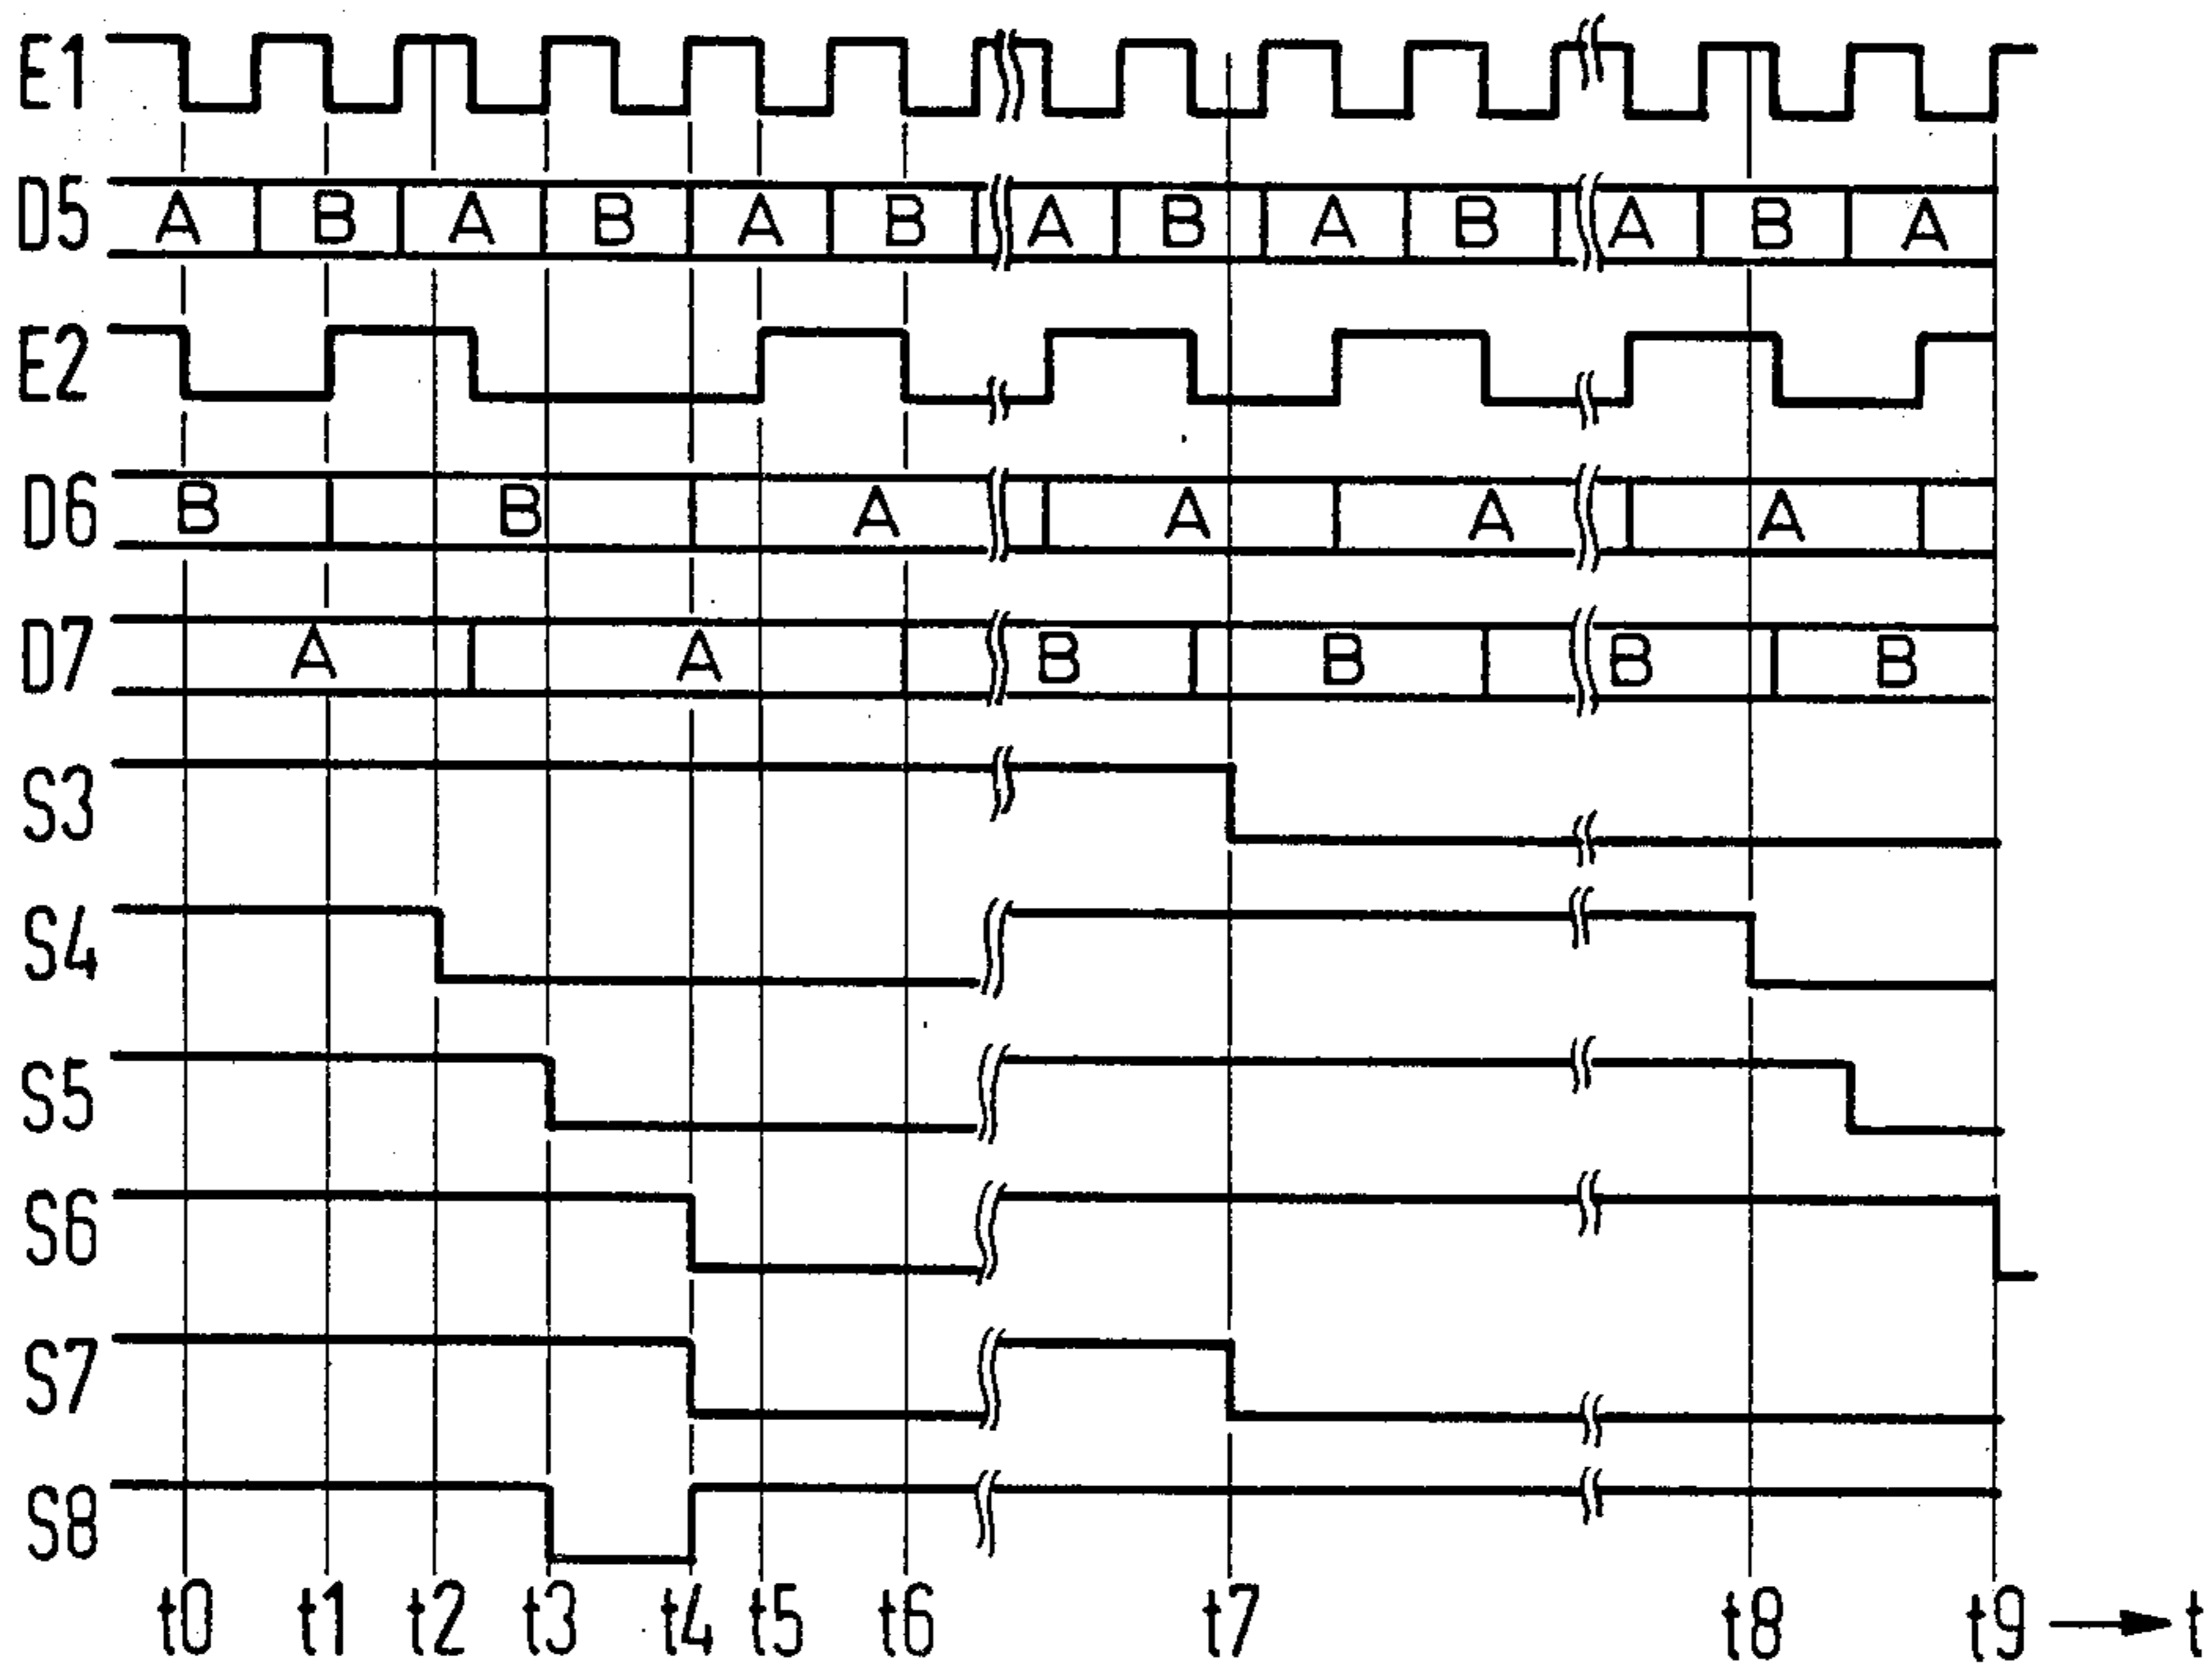 E1
D5 A B A B A B A B A B A B A
E2
D6 B B A A A A
D7 A A B B B B
S3
S4
S5
S6
S7
S8
t0 t1 t2 t3 t4 t5 t6 t7 t8 t9 t